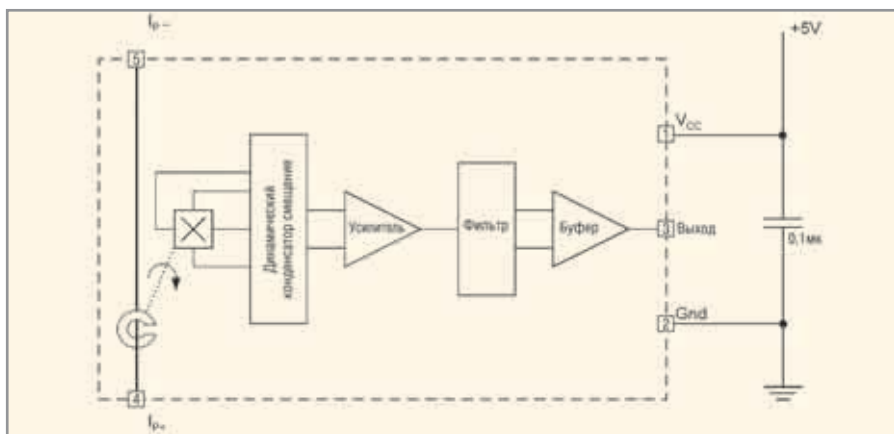 Ip−
+5V
5
1
Vcc
Динамический
конденсатор смещения
Усилитель
Фильтр
Буфер
3
Выход
0,1мк
Gnd
2
4
Ip+